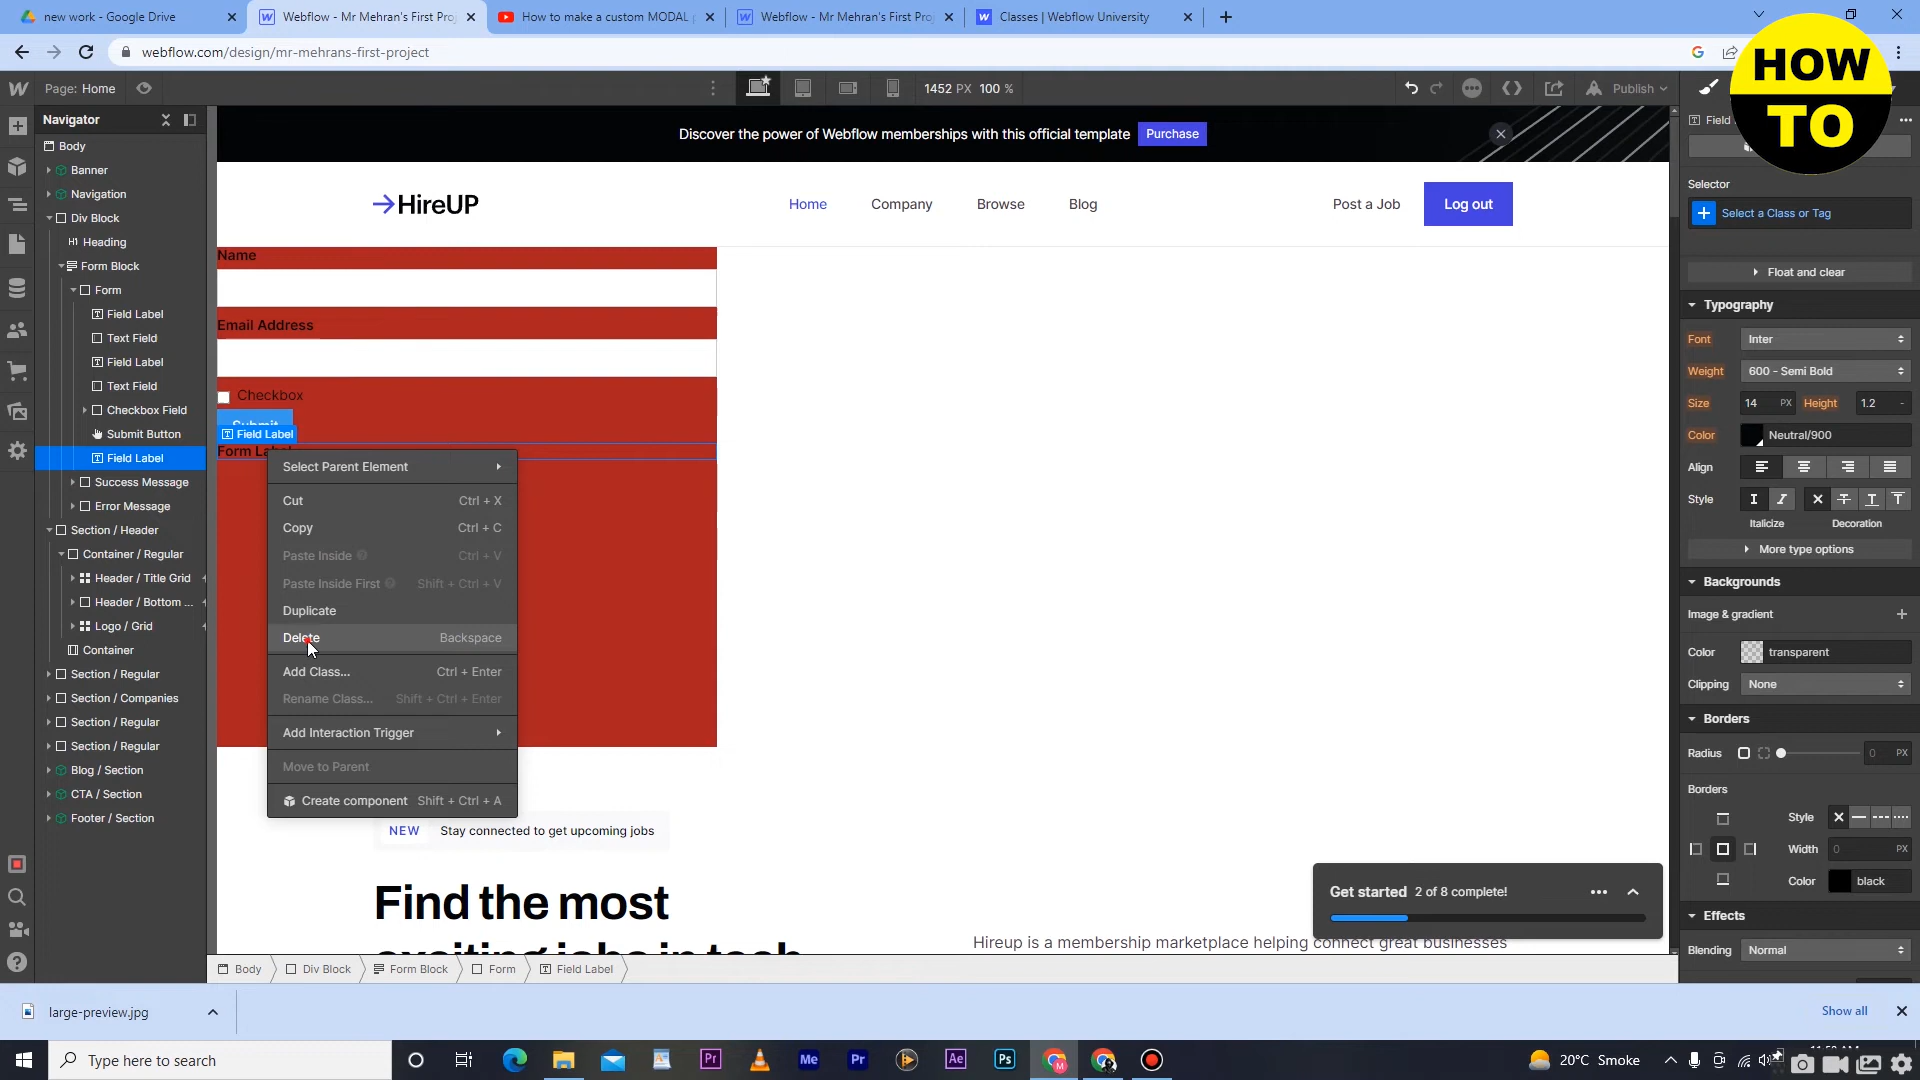 new work - Google Drive
Webflow - Mr Mehran's First Proj
How to make a custom MODAL p
Webflow - Mr Mehran's First Proj
Classes | Webflow University
webflow.com/design/mr-mehrans-first-project
HOW
TO
Page: Home
1452 PX 100 %
Publish
Navigator
Body
Banner
Navigation
Div Block
H1 Heading
Form Block
Form
Field Label
Text Field
Field Label
Text Field
Checkbox Field
Submit Button
Field Label
Success Message
Error Message
Section / Header
Container / Regular
Header / Title Grid
Header / Bottom ...
Logo / Grid
Container
Section / Regular
Section / Companies
Section / Regular
Section / Regular
Blog / Section
CTA / Section
Footer / Section
Discover the power of Webflow memberships with this official template Purchase
HireUP
Home Company Browse Blog
Post a Job Log out
Name
Email Address
Checkbox
Submit
Field Label
Form Label
Select Parent Element
Cut Ctrl + X
Copy Ctrl + C
Paste Inside Ctrl + V
Paste Inside First Shift + Ctrl + V
Duplicate
Delete Backspace
Add Class... Ctrl + Enter
Rename Class... Shift + Ctrl + Enter
Add Interaction Trigger
Move to Parent
Create component Shift + Ctrl + A
NEW Stay connected to get upcoming jobs
Find the most
exciting jobs in tech
Hireup is a membership marketplace helping connect great businesses
Get started 2 of 8 complete!
Body Div Block Form Block Form Field Label
Field
Selector
Select a Class or Tag
Float and clear
Typography
Font Inter
Weight 600 - Semi Bold
Size 14 PX Height 1.2 -
Color Neutral/900
Align
Style
Italicize Decoration
More type options
Backgrounds
Image & gradient
Color transparent
Clipping None
Borders
Radius 0 PX
Borders
Style
Width 0 PX
Color black
Effects
Blending Normal
large-preview.jpg
Show all
Type here to search
20°C Smoke